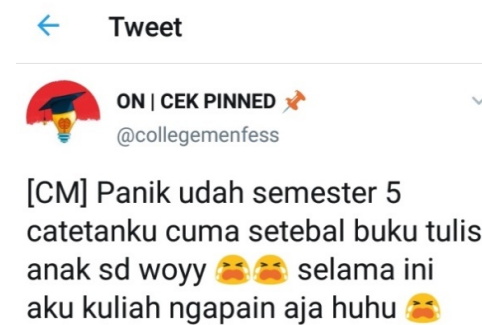 Tweet
ON | CEK PINNED 📌
@collegemenfess
[CM] Panik udah semester 5
catetanku cuma setebal buku tulis
anak sd woyy 😭😭 selama ini
aku kuliah ngapain aja huhu 😭